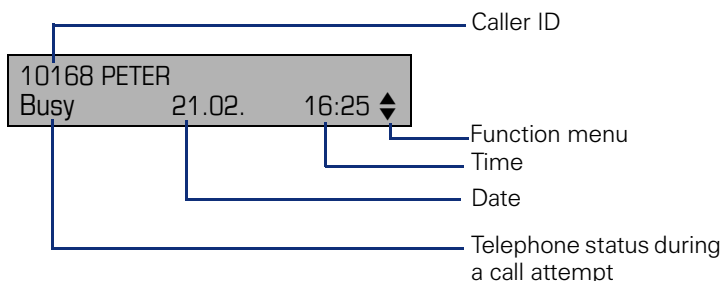 Caller ID
10168 PETER
Busy 21.02. 16:25
Function menu
Time
Date
Telephone status during
a call attempt